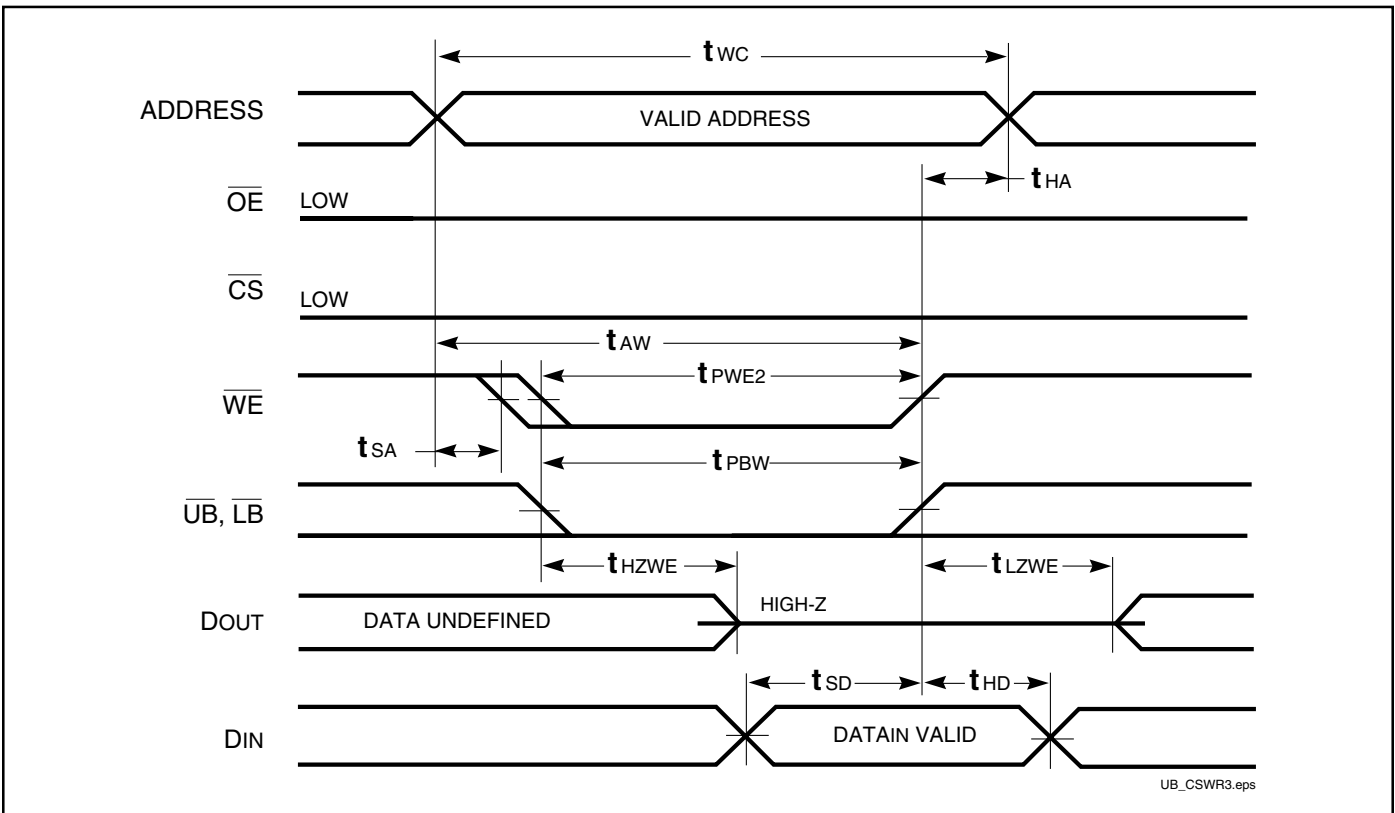 tWC
ADDRESS
VALID ADDRESS
tHA
OE LOW
CS LOW
tAW
tPWE2
WE
tSA
tPBW
UB, LB
tHZWE
tLZWE
DOUT
DATA UNDEFINED
HIGH-Z
tSD
tHD
DIN
DATAIN VALID
UB_CSWR3.eps